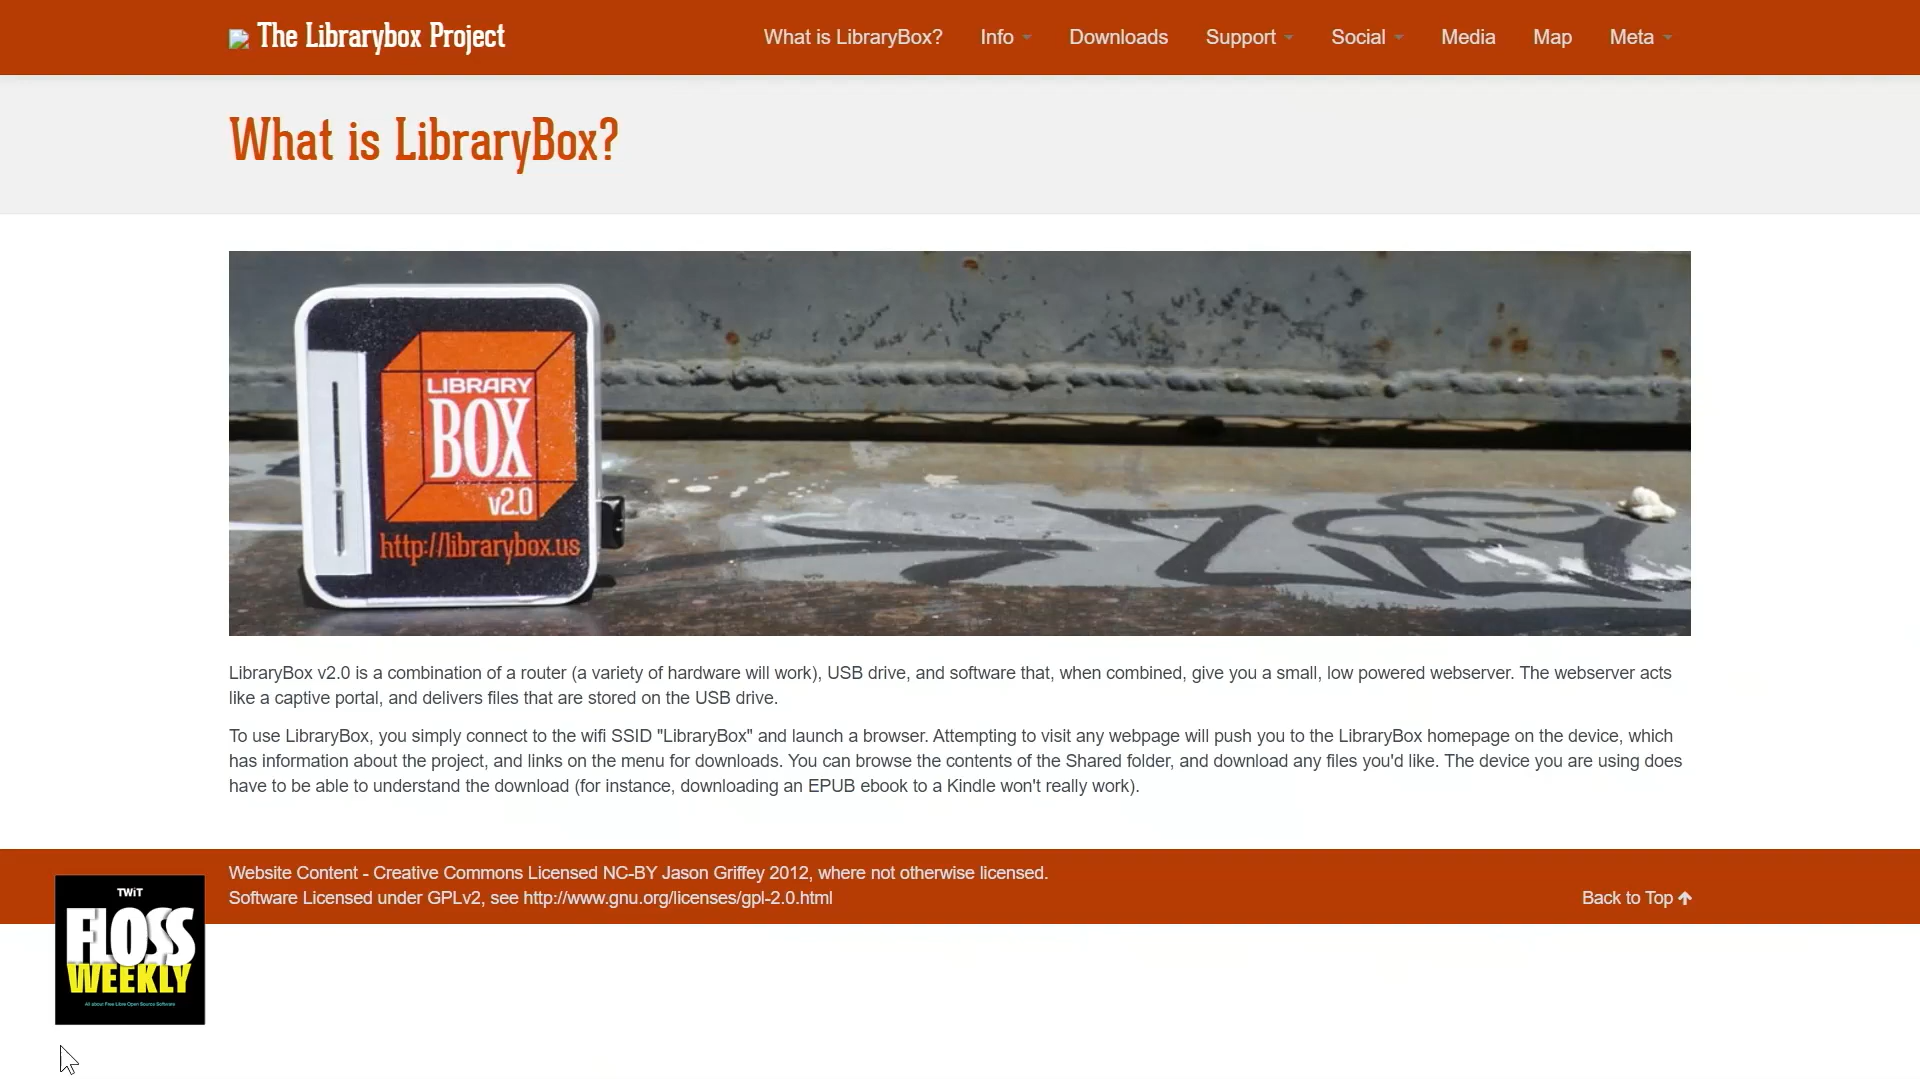 The Librarybox Project
What is LibraryBox?
Info
Downloads
Support
Social
Media
Map
Meta
What is LibraryBox?
LIBRARY
BOX
v2.0
http://librarybox.us
LibraryBox v2.0 is a combination of a router (a variety of hardware will work), USB drive, and software that, when combined, give you a small, low powered webserver. The webserver acts
like a captive portal, and delivers files that are stored on the USB drive.
To use LibraryBox, you simply connect to the wifi SSID "LibraryBox" and launch a browser. Attempting to visit any webpage will push you to the LibraryBox homepage on the device, which
has information about the project, and links on the menu for downloads. You can browse the contents of the Shared folder, and download any files you'd like. The device you are using does
have to be able to understand the download (for instance, downloading an EPUB ebook to a Kindle won't really work).
Website Content - Creative Commons Licensed NC-BY Jason Griffey 2012, where not otherwise licensed.
Software Licensed under GPLv2, see http://www.gnu.org/licenses/gpl-2.0.html
Back to Top
TWiT
FLOSS
WEEKLY
All about Free Libre Open Source Software